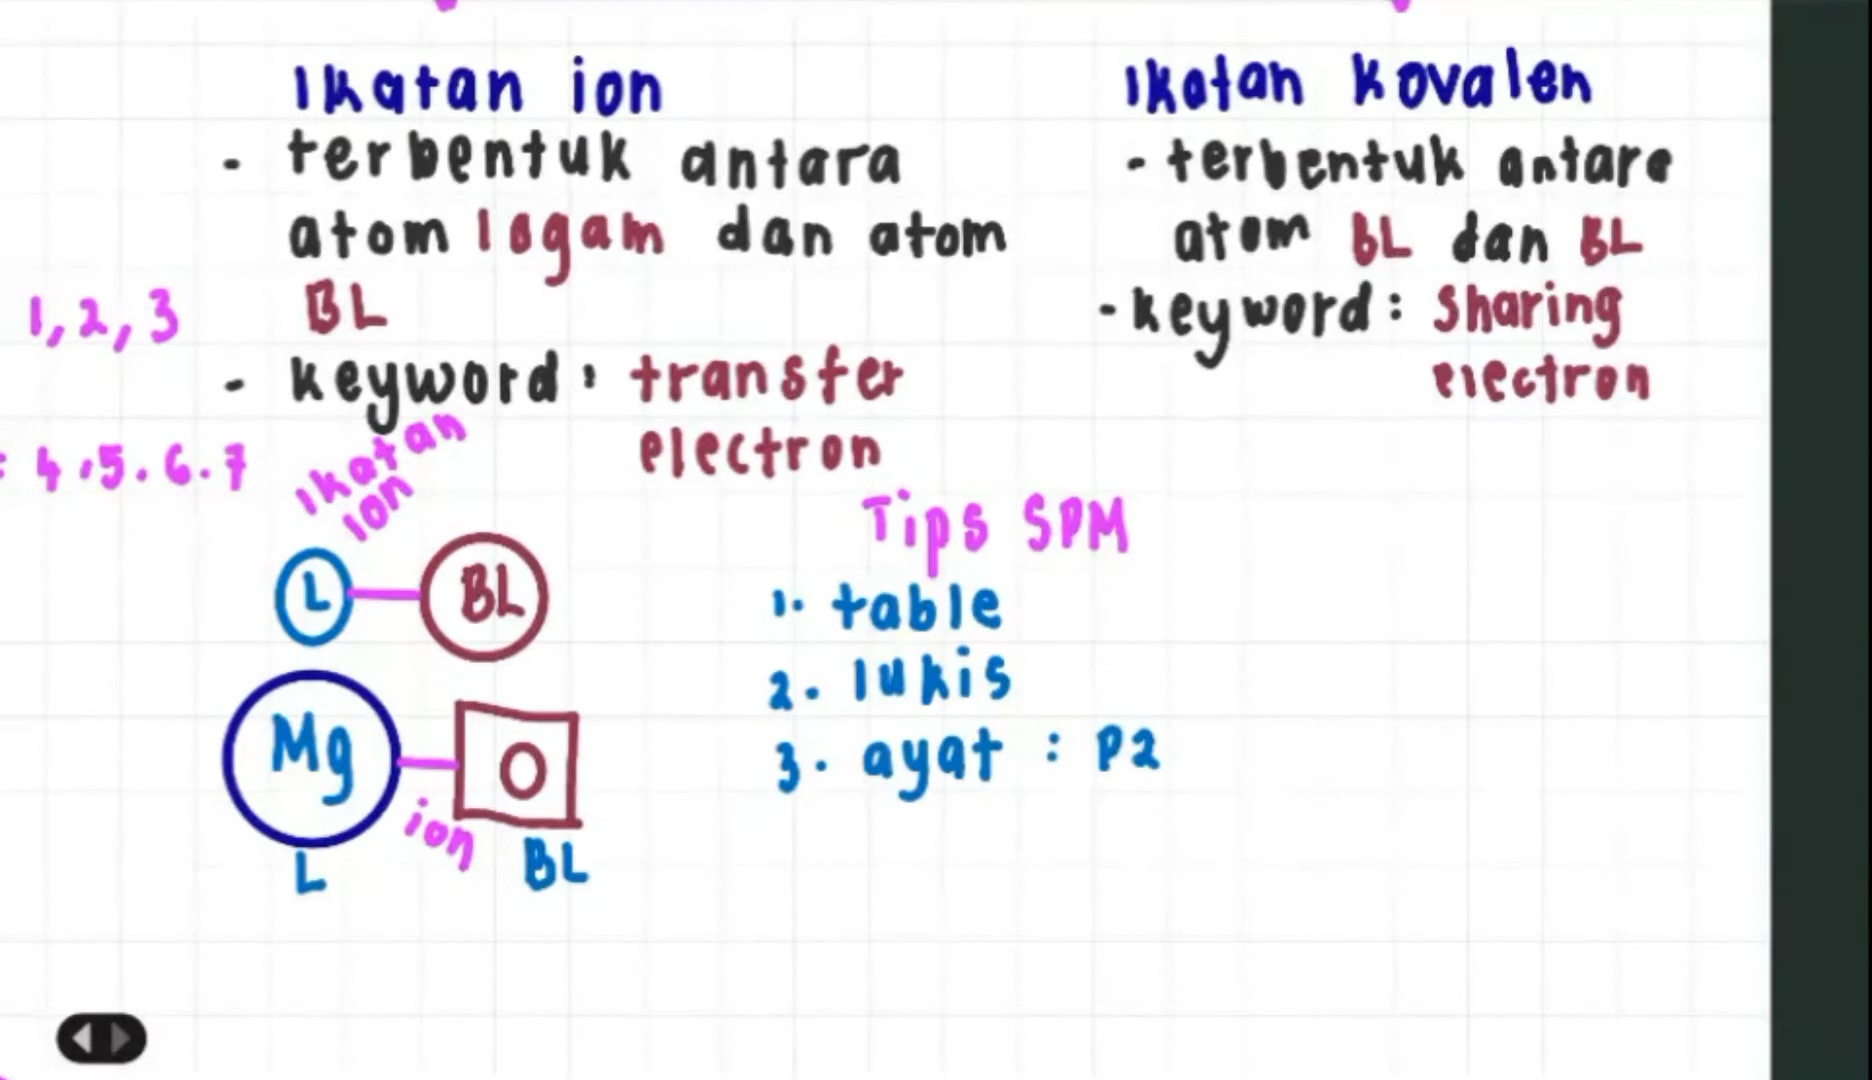 Ikatan ion
- terbentuk antara
atom logam dan atom
BL
- keyword : transfer
electron
Ikatan kovalen
- terbentuk antara
atom BL dan BL
- keyword : sharing
electron
1, 2, 3
: 4.5.6.7
Ikatan
ion
L
BL
Mg
O
ion
L
BL
Tips SPM
1. table
2. lukis
3. ayat : P2